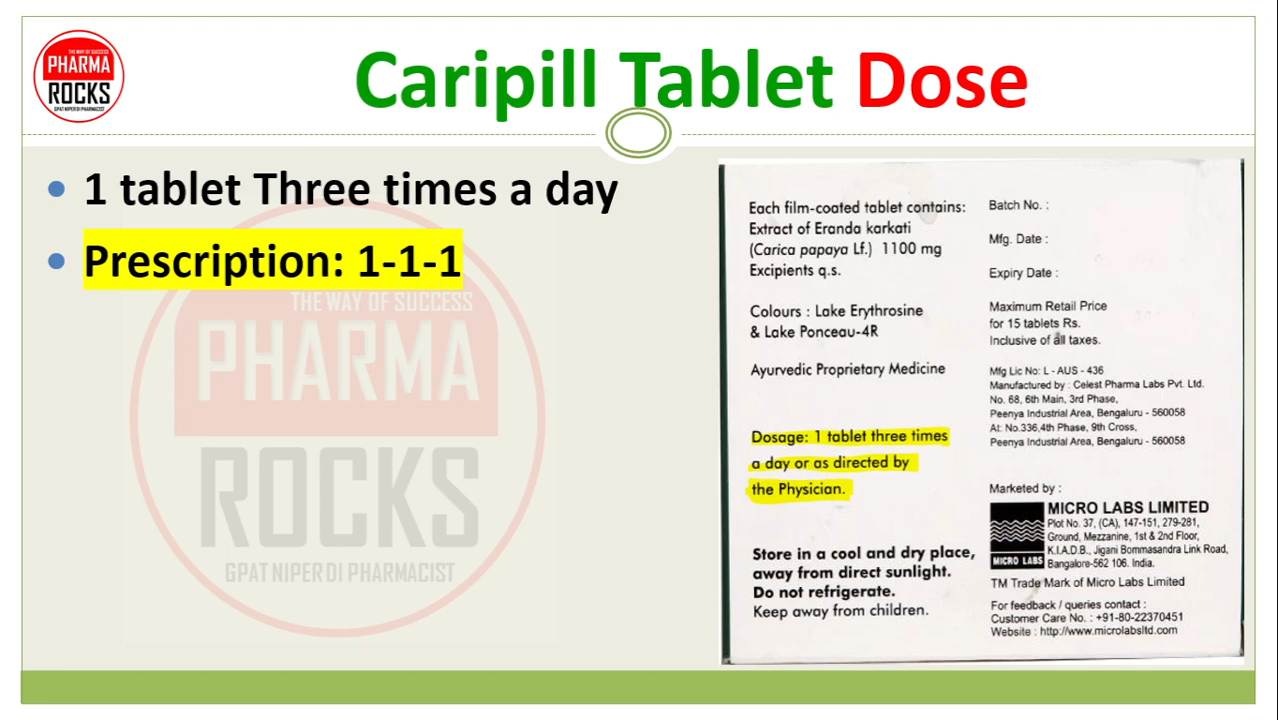 THE WAY OF SUCCESS
PHARMA
ROCKS
GPAT NIPER DI PHARMACIST
Caripill Tablet Dose
1 tablet Three times a day
Prescription: 1-1-1
THE WAY OF SUCCESS
PHARMA
ROCKS
GPAT NIPER DI PHARMACIST
Each film-coated tablet contains:
Extract of Eranda karkati
(Carica papaya Lf.) 1100 mg
Excipients q.s.
Colours : Lake Erythrosine
& Lake Ponceau-4R
Ayurvedic Proprietary Medicine
Dosage: 1 tablet three times
a day or as directed by
the Physician.
Store in a cool and dry place,
away from direct sunlight.
Do not refrigerate.
Keep away from children.
Batch No. :
Mfg. Date :
Expiry Date :
Maximum Retail Price
for 15 tablets Rs.
Inclusive of all taxes.
Mfg Lic No: L - AUS - 436
Manufactured by : Celest Pharma Labs Pvt. Ltd.
No. 68, 6th Main, 3rd Phase,
Peenya Industrial Area, Bengaluru - 560058
At: No.336,4th Phase, 9th Cross,
Peenya Industrial Area, Bengaluru - 560058
Marketed by :
MICRO LABS
MICRO LABS LIMITED
Plot No. 37, (CA), 147-151, 279-281,
Ground, Mezzanine, 1st & 2nd Floor,
K.I.A.D.B., Jigani Bommasandra Link Road,
Bangalore-562 106. India.
TM Trade Mark of Micro Labs Limited
For feedback / queries contact :
Customer Care No. : +91-80-22370451
Website : http://www.microlabsltd.com